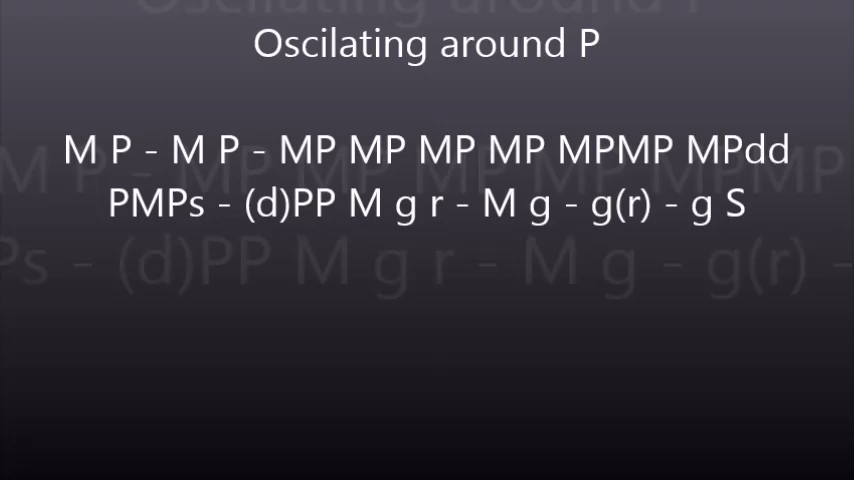 Oscilating around P
M P - M P - MP MP MP MP MPMP MPdd
PMPs - (d)PP M g r - M g - g(r) - g S